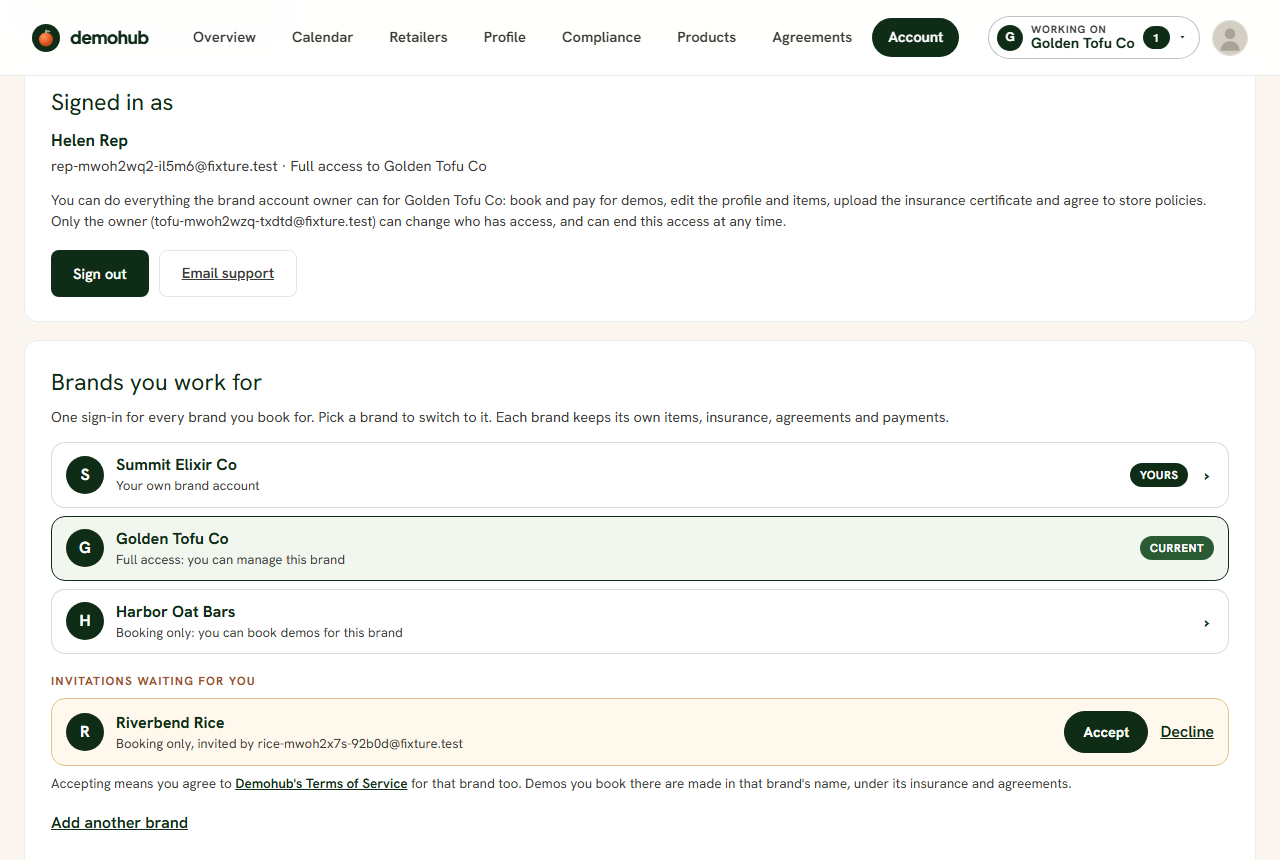 demohub
Overview
Calendar
Retailers
Profile
Compliance
Products
Agreements
Account
G
WORKING ON
Golden Tofu Co
1
Signed in as
Helen Rep
rep-mwoh2wq2-il5m6@fixture.test · Full access to Golden Tofu Co
You can do everything the brand account owner can for Golden Tofu Co: book and pay for demos, edit the profile and items, upload the insurance certificate and agree to store policies.
Only the owner (tofu-mwoh2wzq-txdtd@fixture.test) can change who has access, and can end this access at any time.
Sign out
Email support
Brands you work for
One sign-in for every brand you book for. Pick a brand to switch to it. Each brand keeps its own items, insurance, agreements and payments.
S
Summit Elixir Co
Your own brand account
YOURS
›
G
Golden Tofu Co
Full access: you can manage this brand
CURRENT
H
Harbor Oat Bars
Booking only: you can book demos for this brand
›
INVITATIONS WAITING FOR YOU
R
Riverbend Rice
Booking only, invited by rice-mwoh2x7s-92b0d@fixture.test
Accept
Decline
Accepting means you agree to Demohub's Terms of Service for that brand too. Demos you book there are made in that brand's name, under its insurance and agreements.
Add another brand